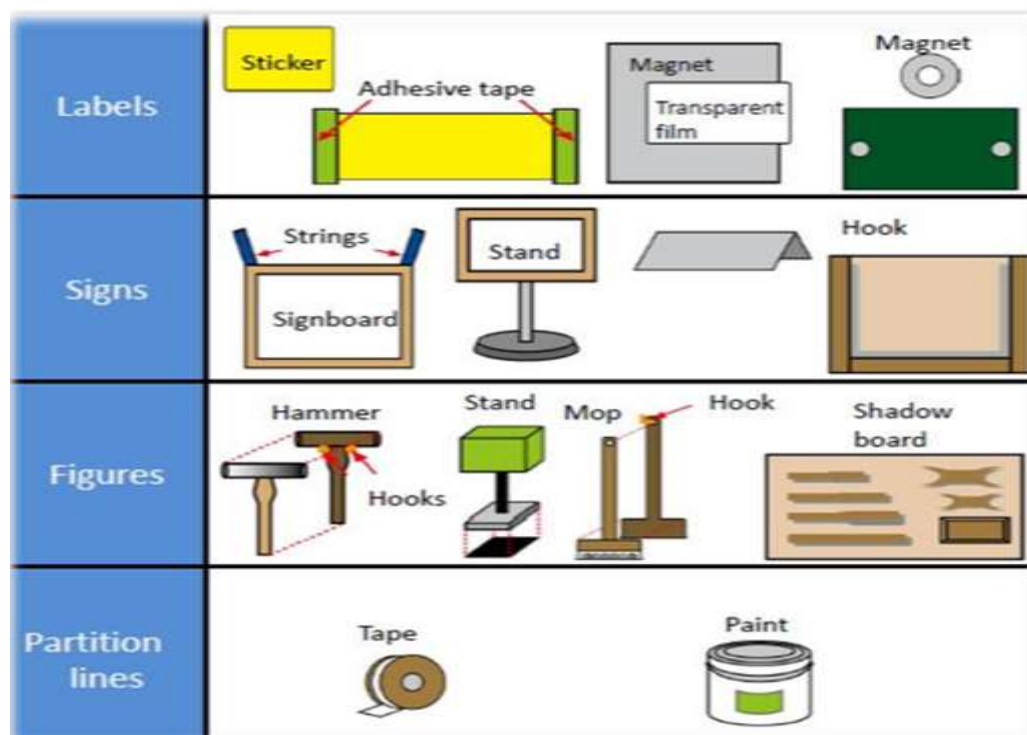 Labels
Sticker
Adhesive tape
Magnet
Transparent
film
Magnet
Signs
Strings
Signboard
Stand
Hook
Figures
Hammer
Hooks
Stand
Mop
Hook
Shadow
board
Partition
lines
Tape
Paint